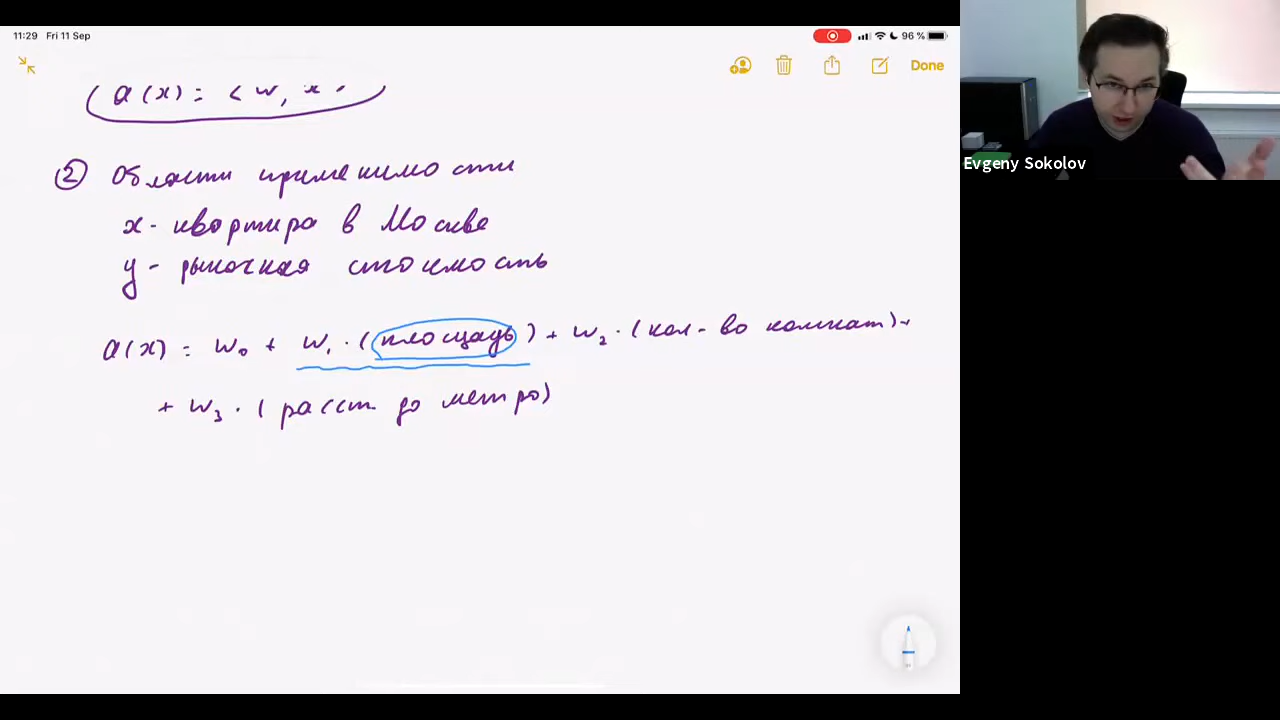 11:29 Fri 11 Sep
96 %
Done
a(x) = < w, x >
② Области применимости
x - квартира в Москве
y - рыночная стоимость
a(x) = w₀ + w₁ · (площадь) + w₂ · (кол-во комнат) +
+ w₃ · (расст. до метро)
Evgeny Sokolov